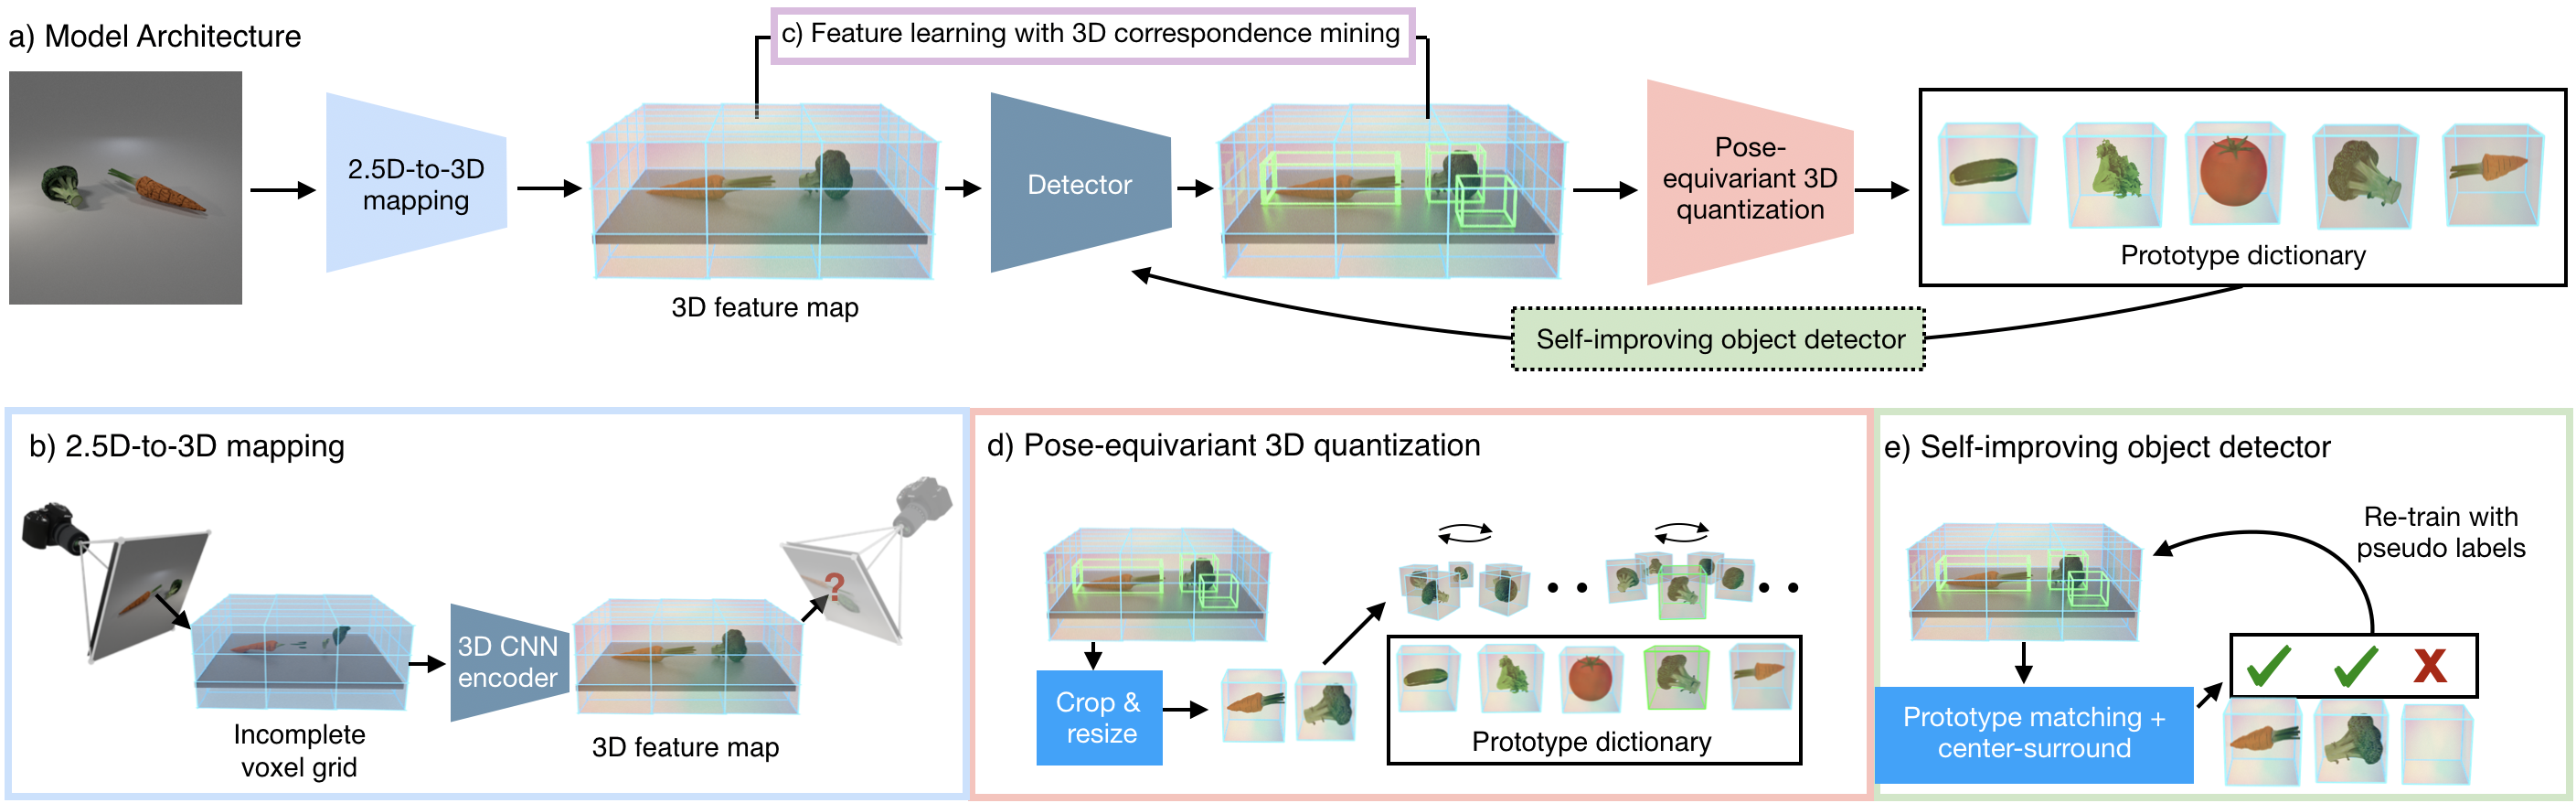 a) Model Architecture
c) Feature learning with 3D correspondence mining
2.5D-to-3D
mapping
3D feature map
Detector
Pose-
equivariant 3D
quantization
Prototype dictionary
Self-improving object detector
b) 2.5D-to-3D mapping
Incomplete
voxel grid
3D CNN
encoder
3D feature map
?
d) Pose-equivariant 3D quantization
Crop &
resize
Prototype dictionary
e) Self-improving object detector
Re-train with
pseudo labels
Prototype matching +
center-surround
X